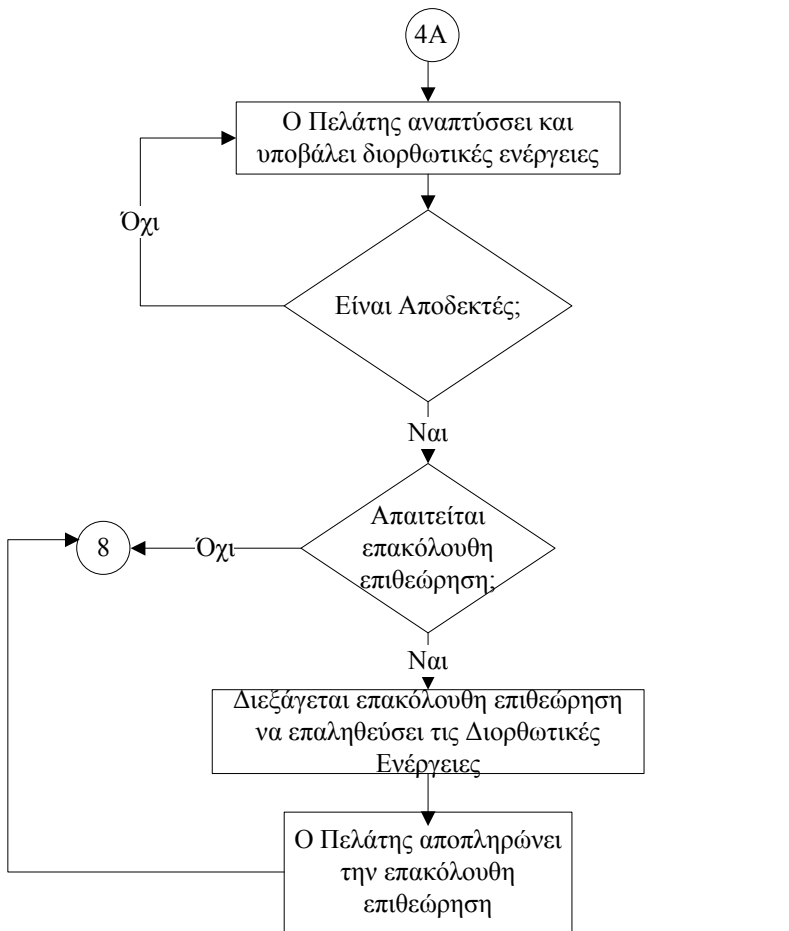 4Α
Ο Πελάτης αναπτύσσει και
υποβάλει διορθωτικές ενέργειες
Όχι
Είναι Αποδεκτές;
Ναι
Απαιτείται
επακόλουθη
επιθεώρηση;
8
Όχι
Ναι
Διεξάγεται επακόλουθη επιθεώρηση
να επαληθεύσει τις Διορθωτικές
Ενέργειες
Ο Πελάτης αποπληρώνει
την επακόλουθη
επιθεώρηση